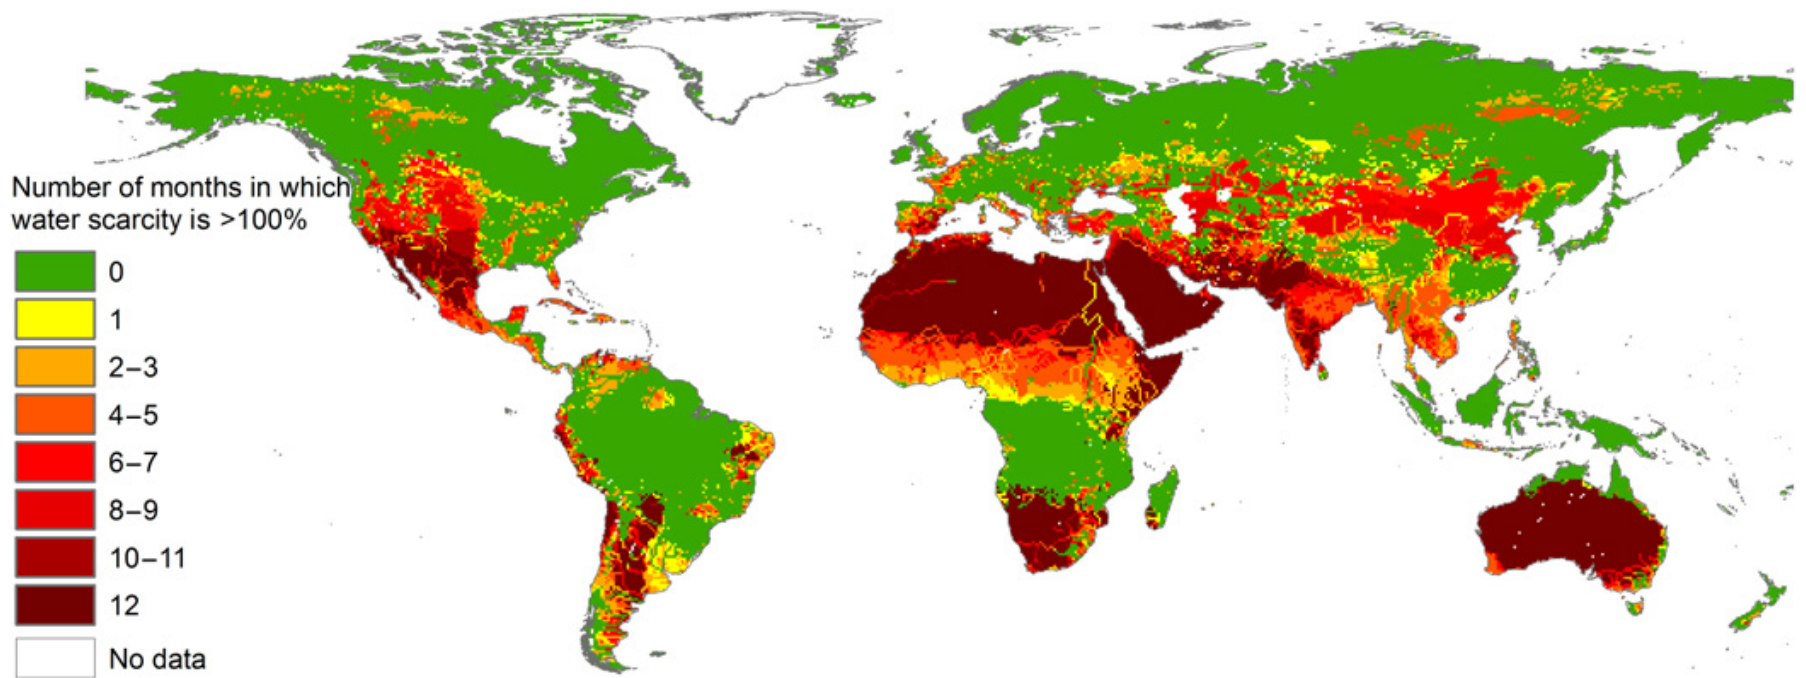 Number of months in which
water scarcity is >100%
0
1
2–3
4–5
6–7
8–9
10–11
12
No data